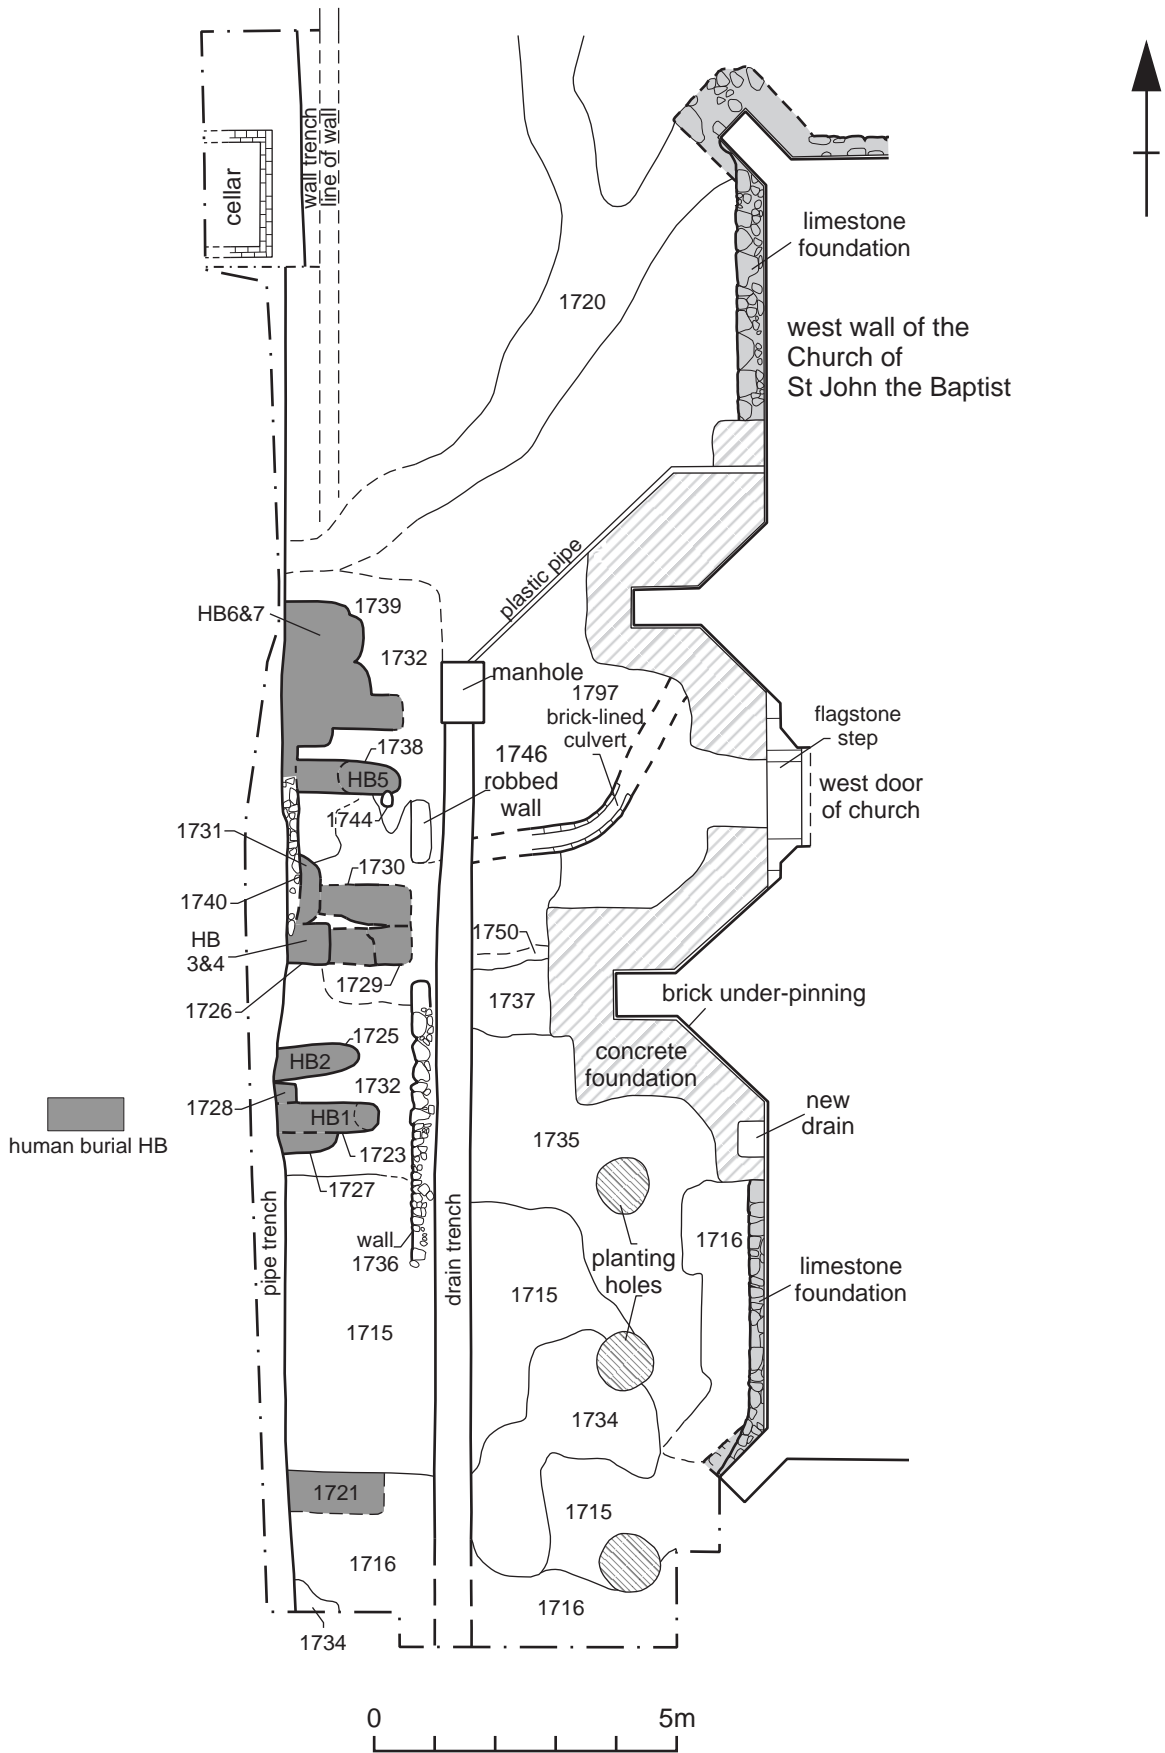 wall trench
line of wall
cellar
limestone
foundation
1720
west wall of the
Church of
St John the Baptist
plastic pipe
HB6&7
1739
1732
manhole
1797
brick-lined
culvert
flagstone
step
1738
1746
robbed
wall
HB5
west door
of church
1744
1731
1730
1740
HB
3&4
1750
1729
1737
brick under-pinning
1726
1725
concrete
foundation
HB2
1732
1728
HB1
new
drain
human burial HB
1735
1723
1727
pipe trench
wall
1736
drain trench
planting
holes
1716
limestone
foundation
1715
1715
1734
1721
1715
1716
1716
1734
0
5m